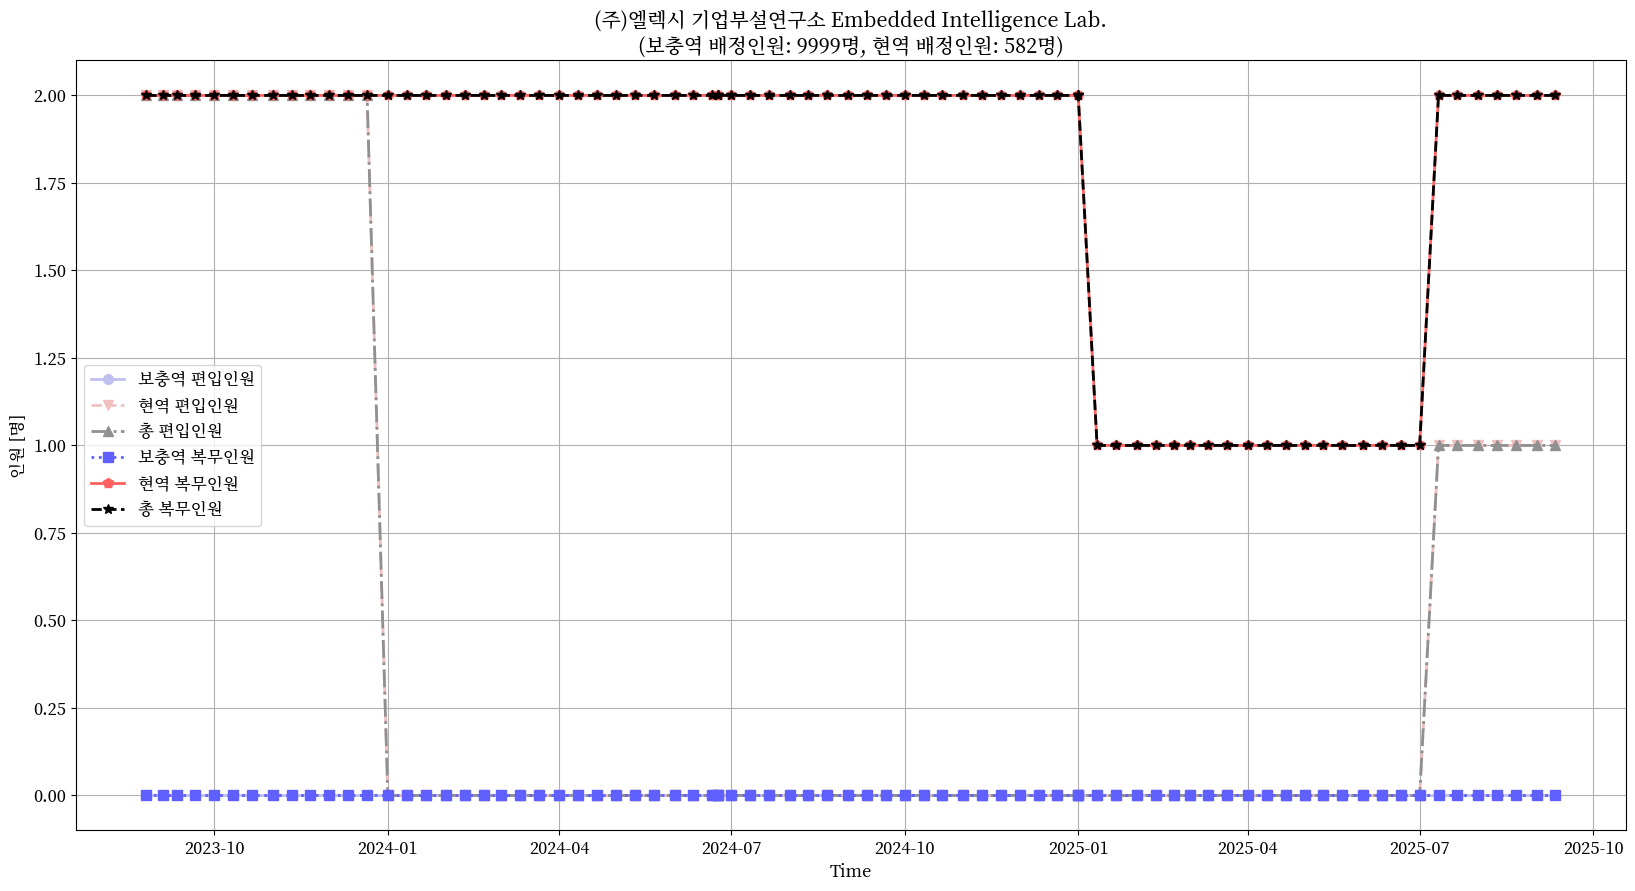 (주)엘렉시 기업부설연구소 Embedded Intelligence Lab.
(보충역 배정인원: 9999명, 현역 배정인원: 582명)
인원 [명]
2.00
1.75
1.50
1.25
1.00
0.75
0.50
0.25
0.00
보충역 편입인원
현역 편입인원
총 편입인원
보충역 복무인원
현역 복무인원
총 복무인원
2023-10
2024-01
2024-04
2024-07
2024-10
2025-01
2025-04
2025-07
2025-10
Time